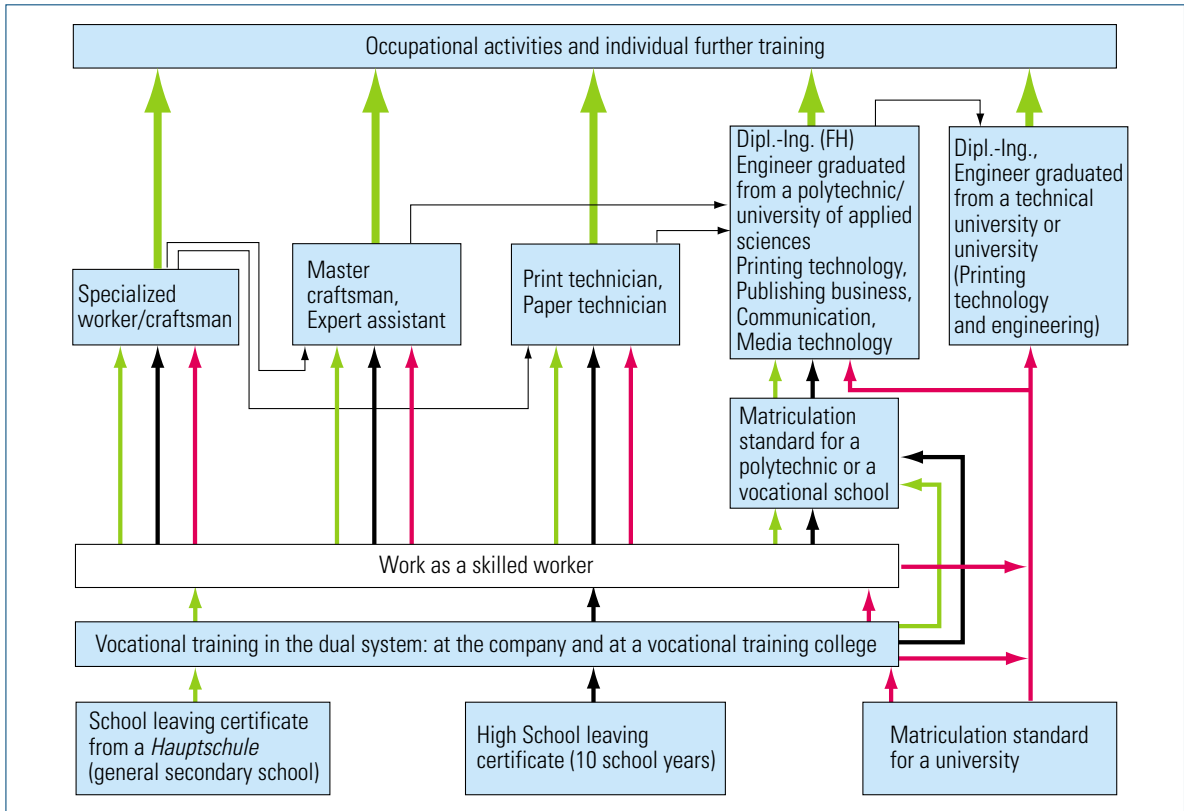 Occupational activities and individual further training
Dipl.-Ing. (FH)
Engineer graduated
from a polytechnic/
university of applied
sciences
Printing technology,
Publishing business,
Communication,
Media technology
Dipl.-Ing.,
Engineer graduated
from a technical
university or
university
(Printing
technology
and engineering)
Specialized
worker/craftsman
Master
craftsman,
Expert assistant
Print technician,
Paper technician
Matriculation
standard for a
polytechnic or a
vocational school
Work as a skilled worker
Vocational training in the dual system: at the company and at a vocational training college
School leaving certificate
from a Hauptschule
(general secondary school)
High School leaving
certificate (10 school years)
Matriculation standard
for a university